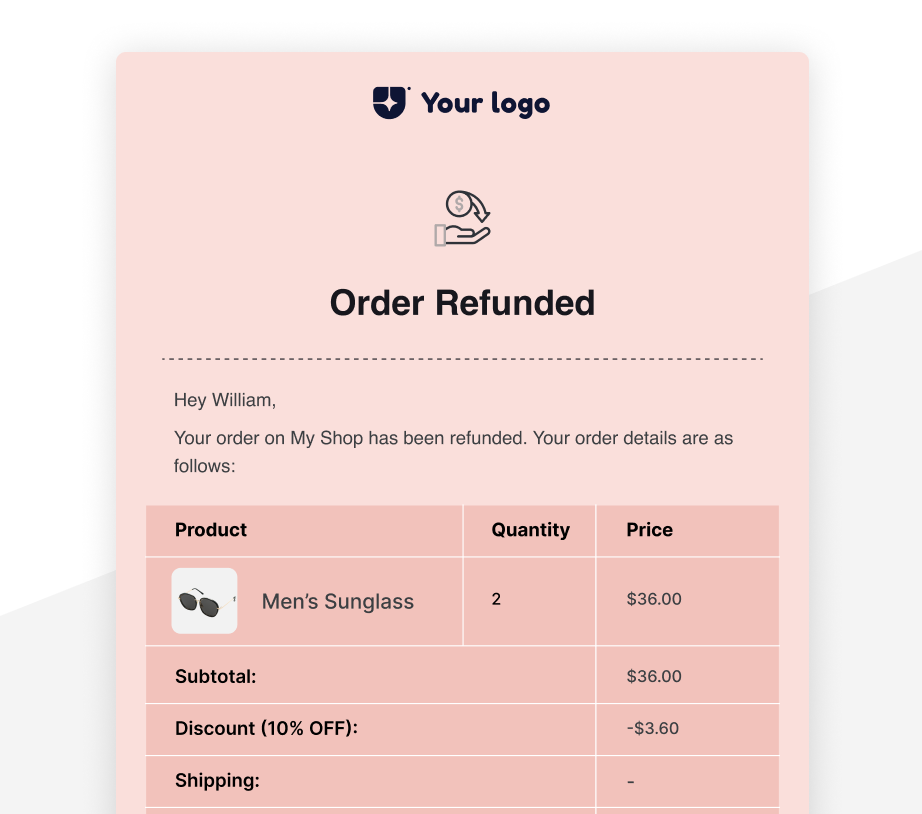 Your logo
$
Order Refunded
Hey William,
Your order on My Shop has been refunded. Your order details are as
follows:
Product Quantity Price
Men’s Sunglass 2 $36.00
Subtotal: $36.00
Discount (10% OFF): -$3.60
Shipping: -